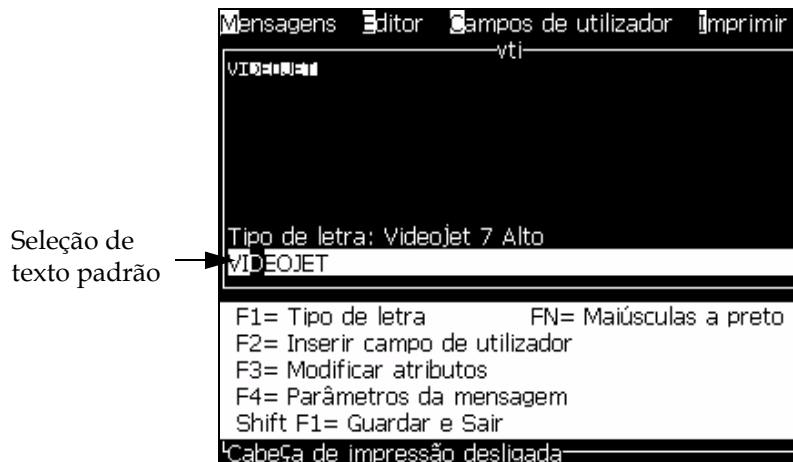 Mensagens Editor Campos de utilizador Imprimir
vti
VIDEOJET
Seleção de
texto padrão
Tipo de letra: Videojet 7 Alto
VIDEOJET
F1= Tipo de letra FN= Maiúsculas a preto
F2= Inserir campo de utilizador
F3= Modificar atributos
F4= Parâmetros da mensagem
Shift F1= Guardar e Sair
Cabeça de impressão desligada